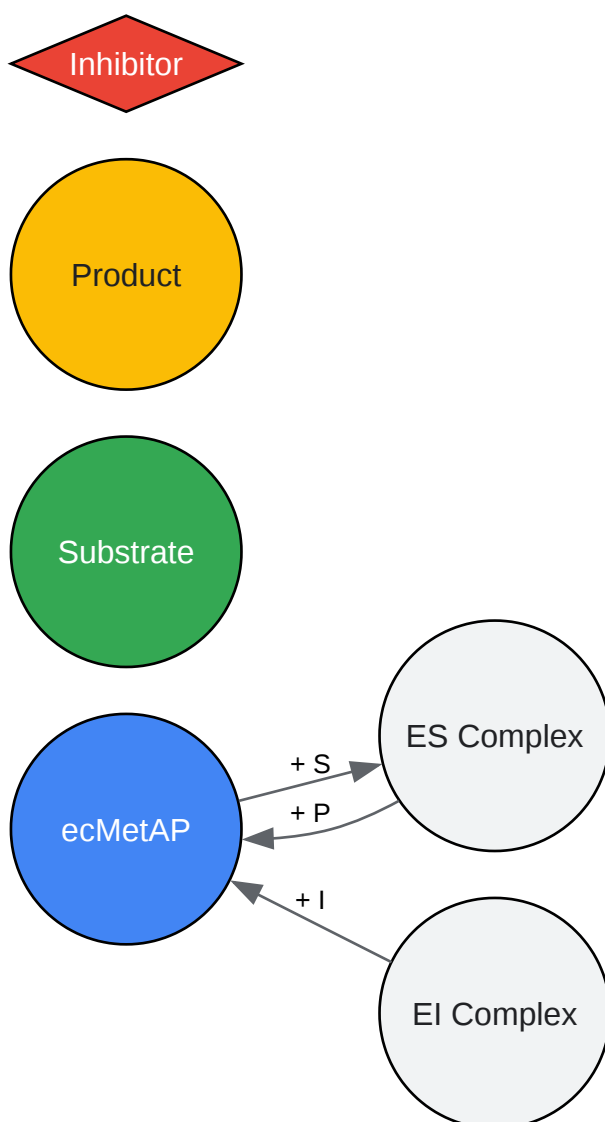 Inhibitor
Product
Substrate
ES Complex
+ S
+ P
ecMetAP
+ I
EI Complex